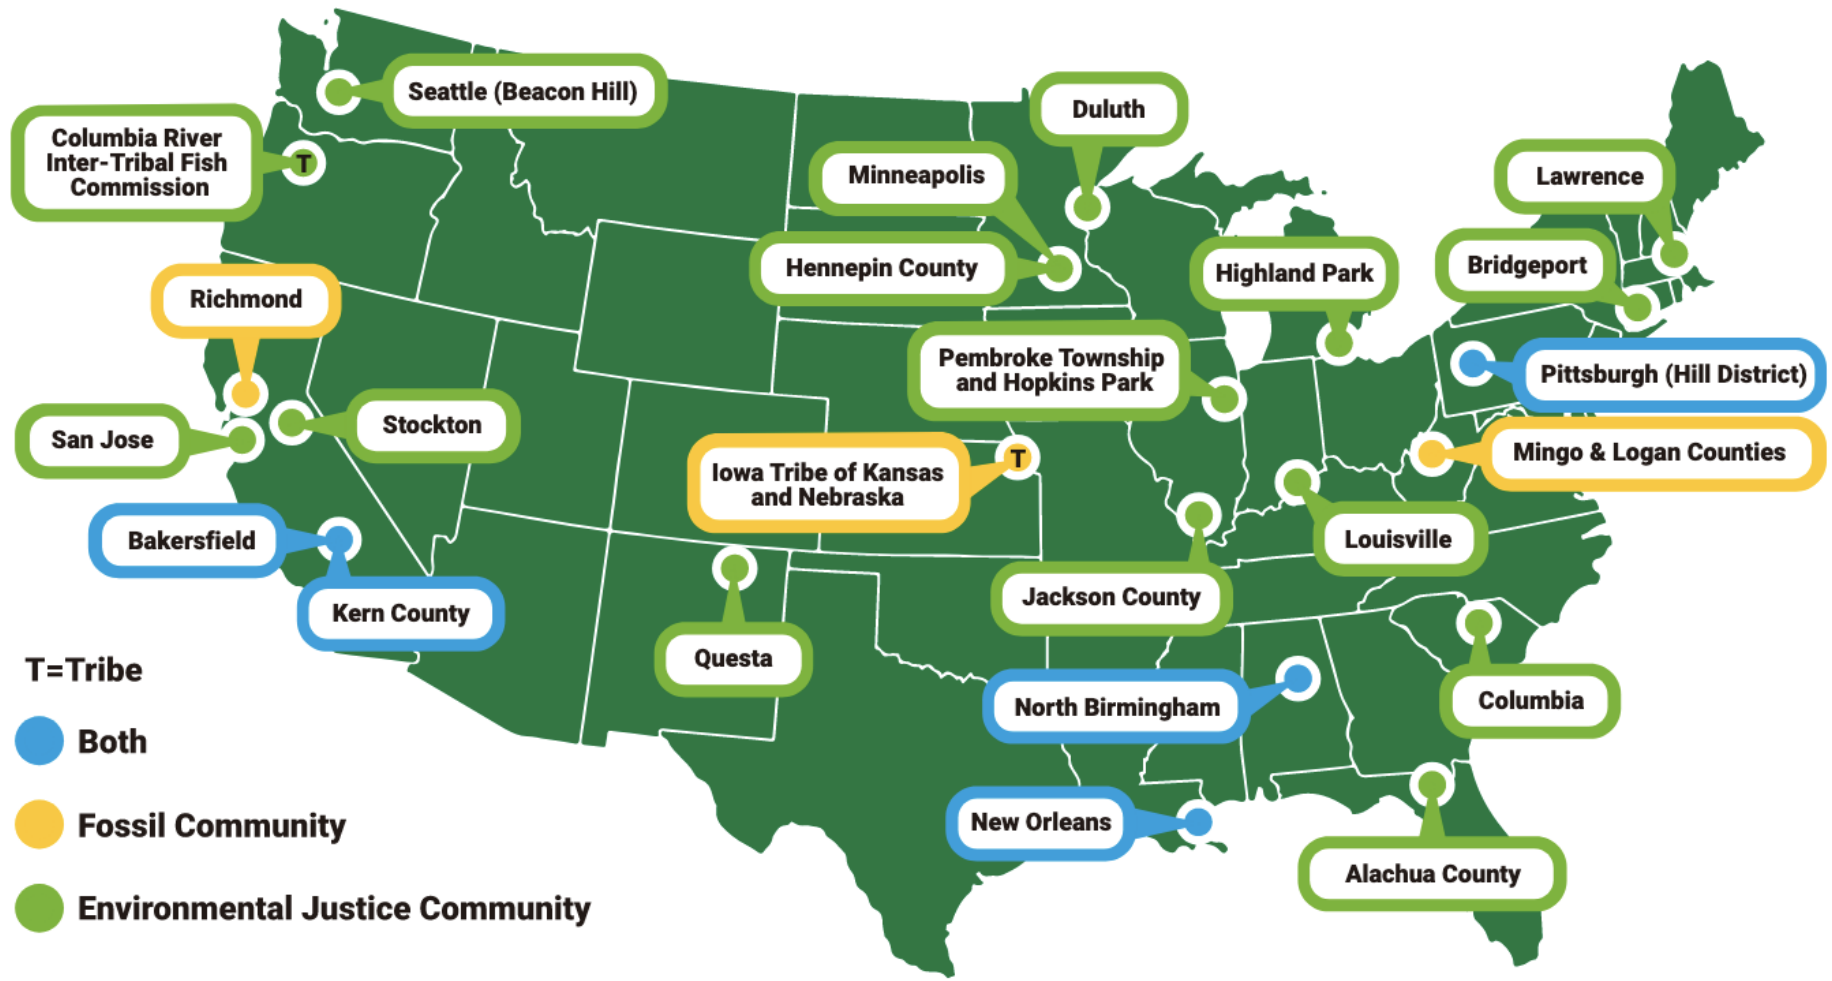 Seattle (Beacon Hill)
Columbia River
Inter-Tribal Fish
Commission
T
Duluth
Minneapolis
Hennepin County
Highland Park
Lawrence
Bridgeport
Richmond
Pembroke Township
and Hopkins Park
Pittsburgh (Hill District)
San Jose
Stockton
Iowa Tribe of Kansas
and Nebraska
T
Mingo & Logan Counties
Bakersfield
Kern County
Louisville
Jackson County
Questa
North Birmingham
Columbia
New Orleans
Alachua County
T=Tribe
Both
Fossil Community
Environmental Justice Community